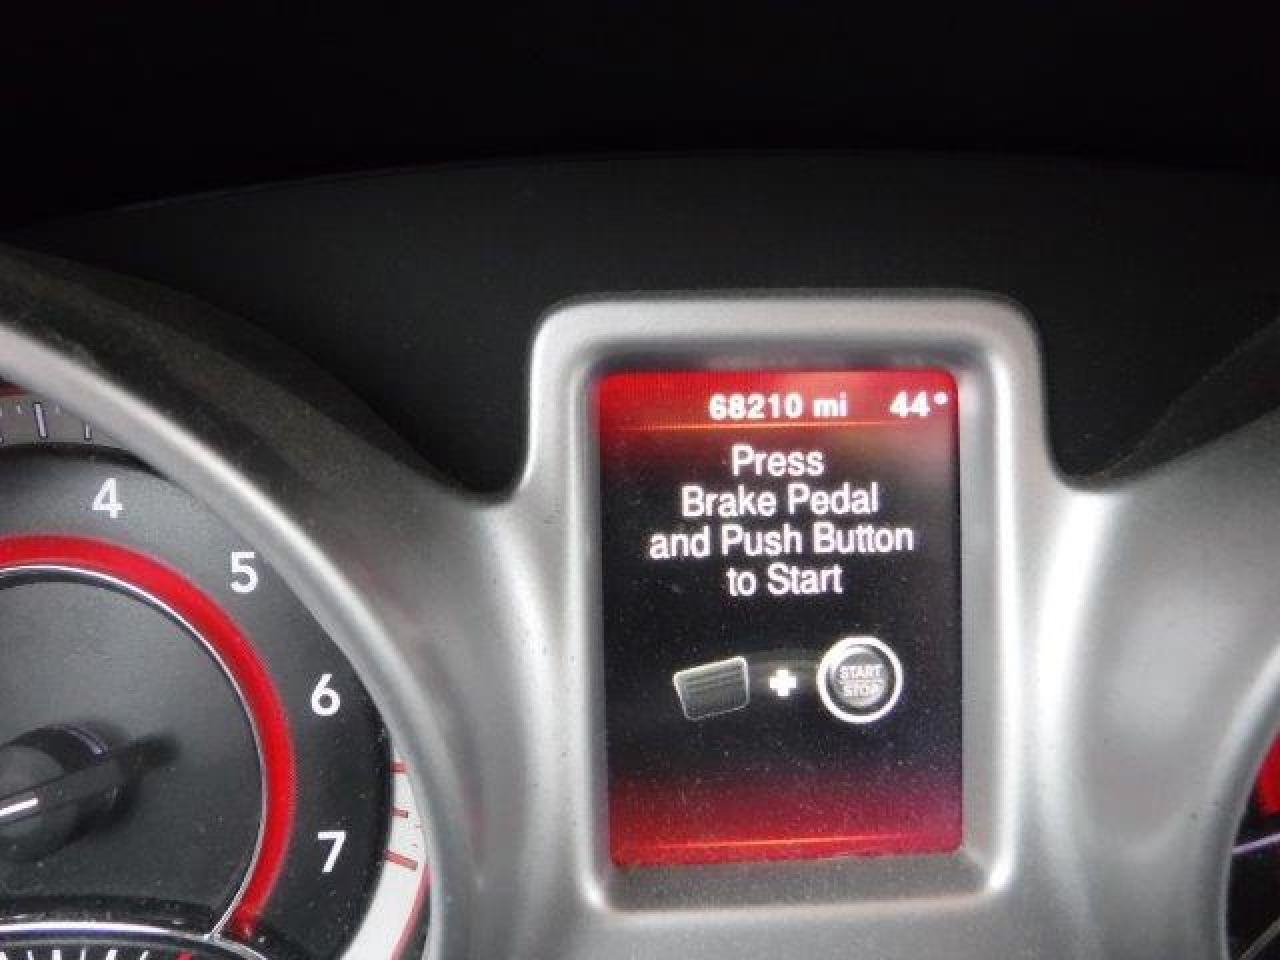 68210 mi 44°
Press
Brake Pedal
and Push Button
to Start
START
STOP
4
5
6
7